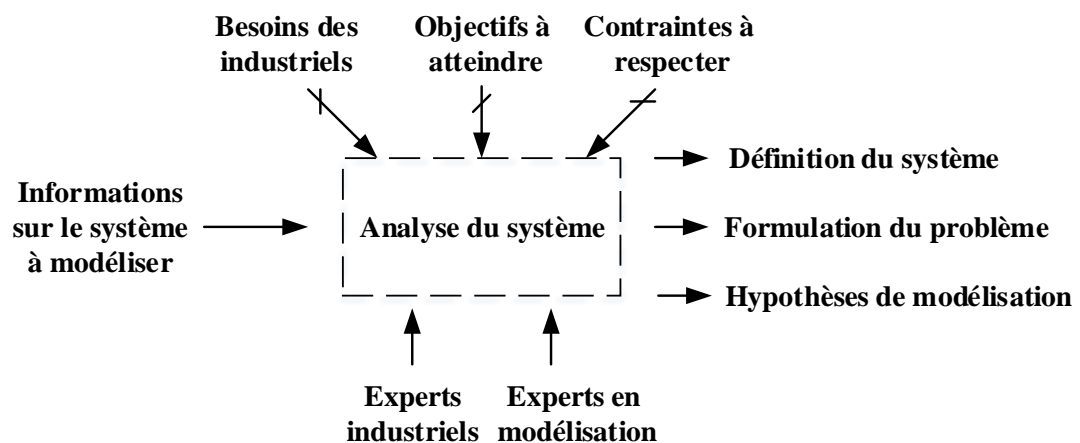 Besoins des
industriels
Objectifs à
atteindre
Contraintes à
respecter
Informations
sur le système
à modéliser
Analyse du système
Définition du système
Formulation du problème
Hypothèses de modélisation
Experts
industriels
Experts en
modélisation